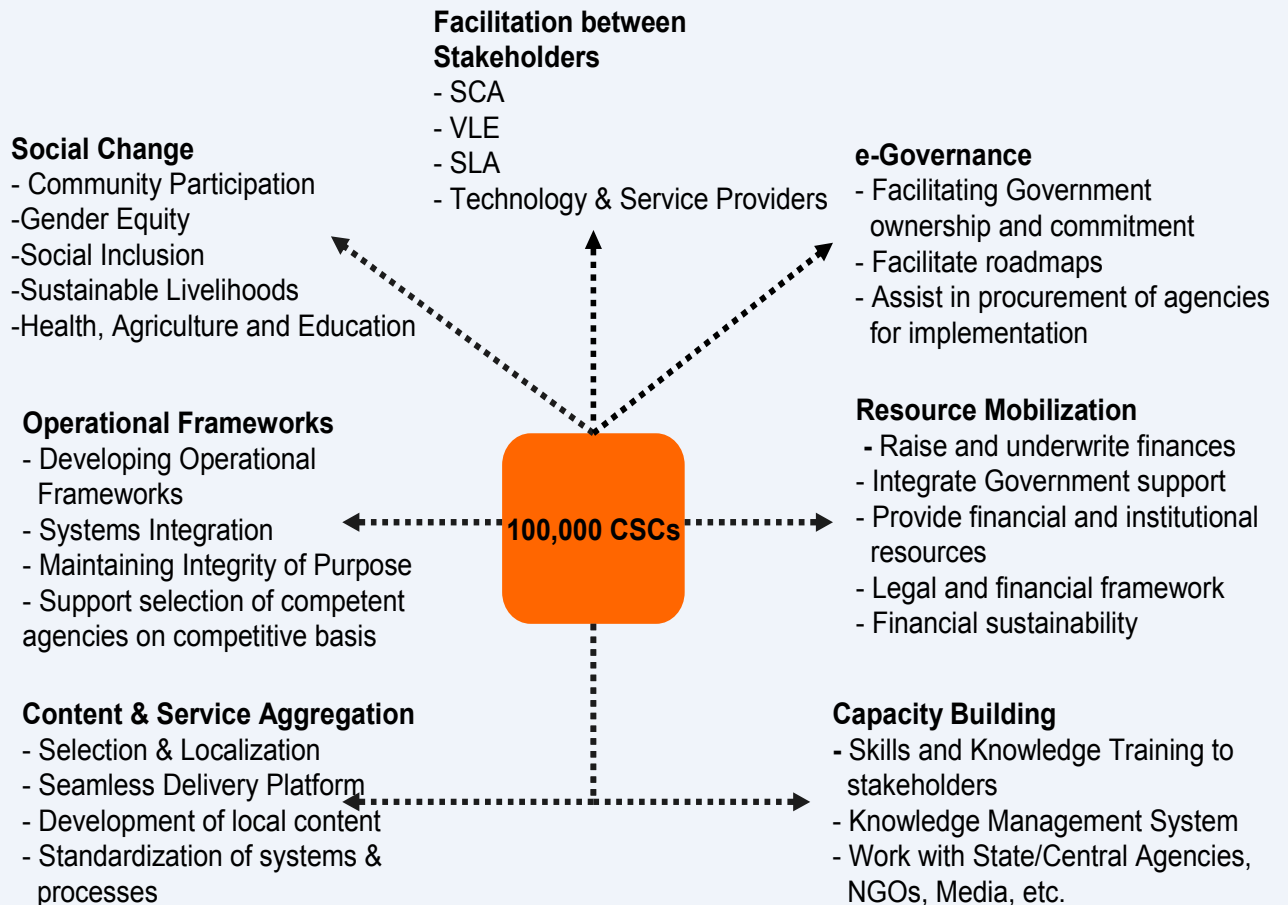 Facilitation between
Stakeholders
- SCA
- VLE
- SLA
- Technology & Service Providers
Social Change
- Community Participation
-Gender Equity
-Social Inclusion
-Sustainable Livelihoods
-Health, Agriculture and Education
e-Governance
- Facilitating Government
ownership and commitment
- Facilitate roadmaps
- Assist in procurement of agencies
for implementation
Operational Frameworks
- Developing Operational
Frameworks
- Systems Integration
- Maintaining Integrity of Purpose
- Support selection of competent
agencies on competitive basis
100,000 CSCs
Resource Mobilization
- Raise and underwrite finances
- Integrate Government support
- Provide financial and institutional
resources
- Legal and financial framework
- Financial sustainability
Content & Service Aggregation
- Selection & Localization
- Seamless Delivery Platform
- Development of local content
- Standardization of systems &
processes
Capacity Building
- Skills and Knowledge Training to
stakeholders
- Knowledge Management System
- Work with State/Central Agencies,
NGOs, Media, etc.